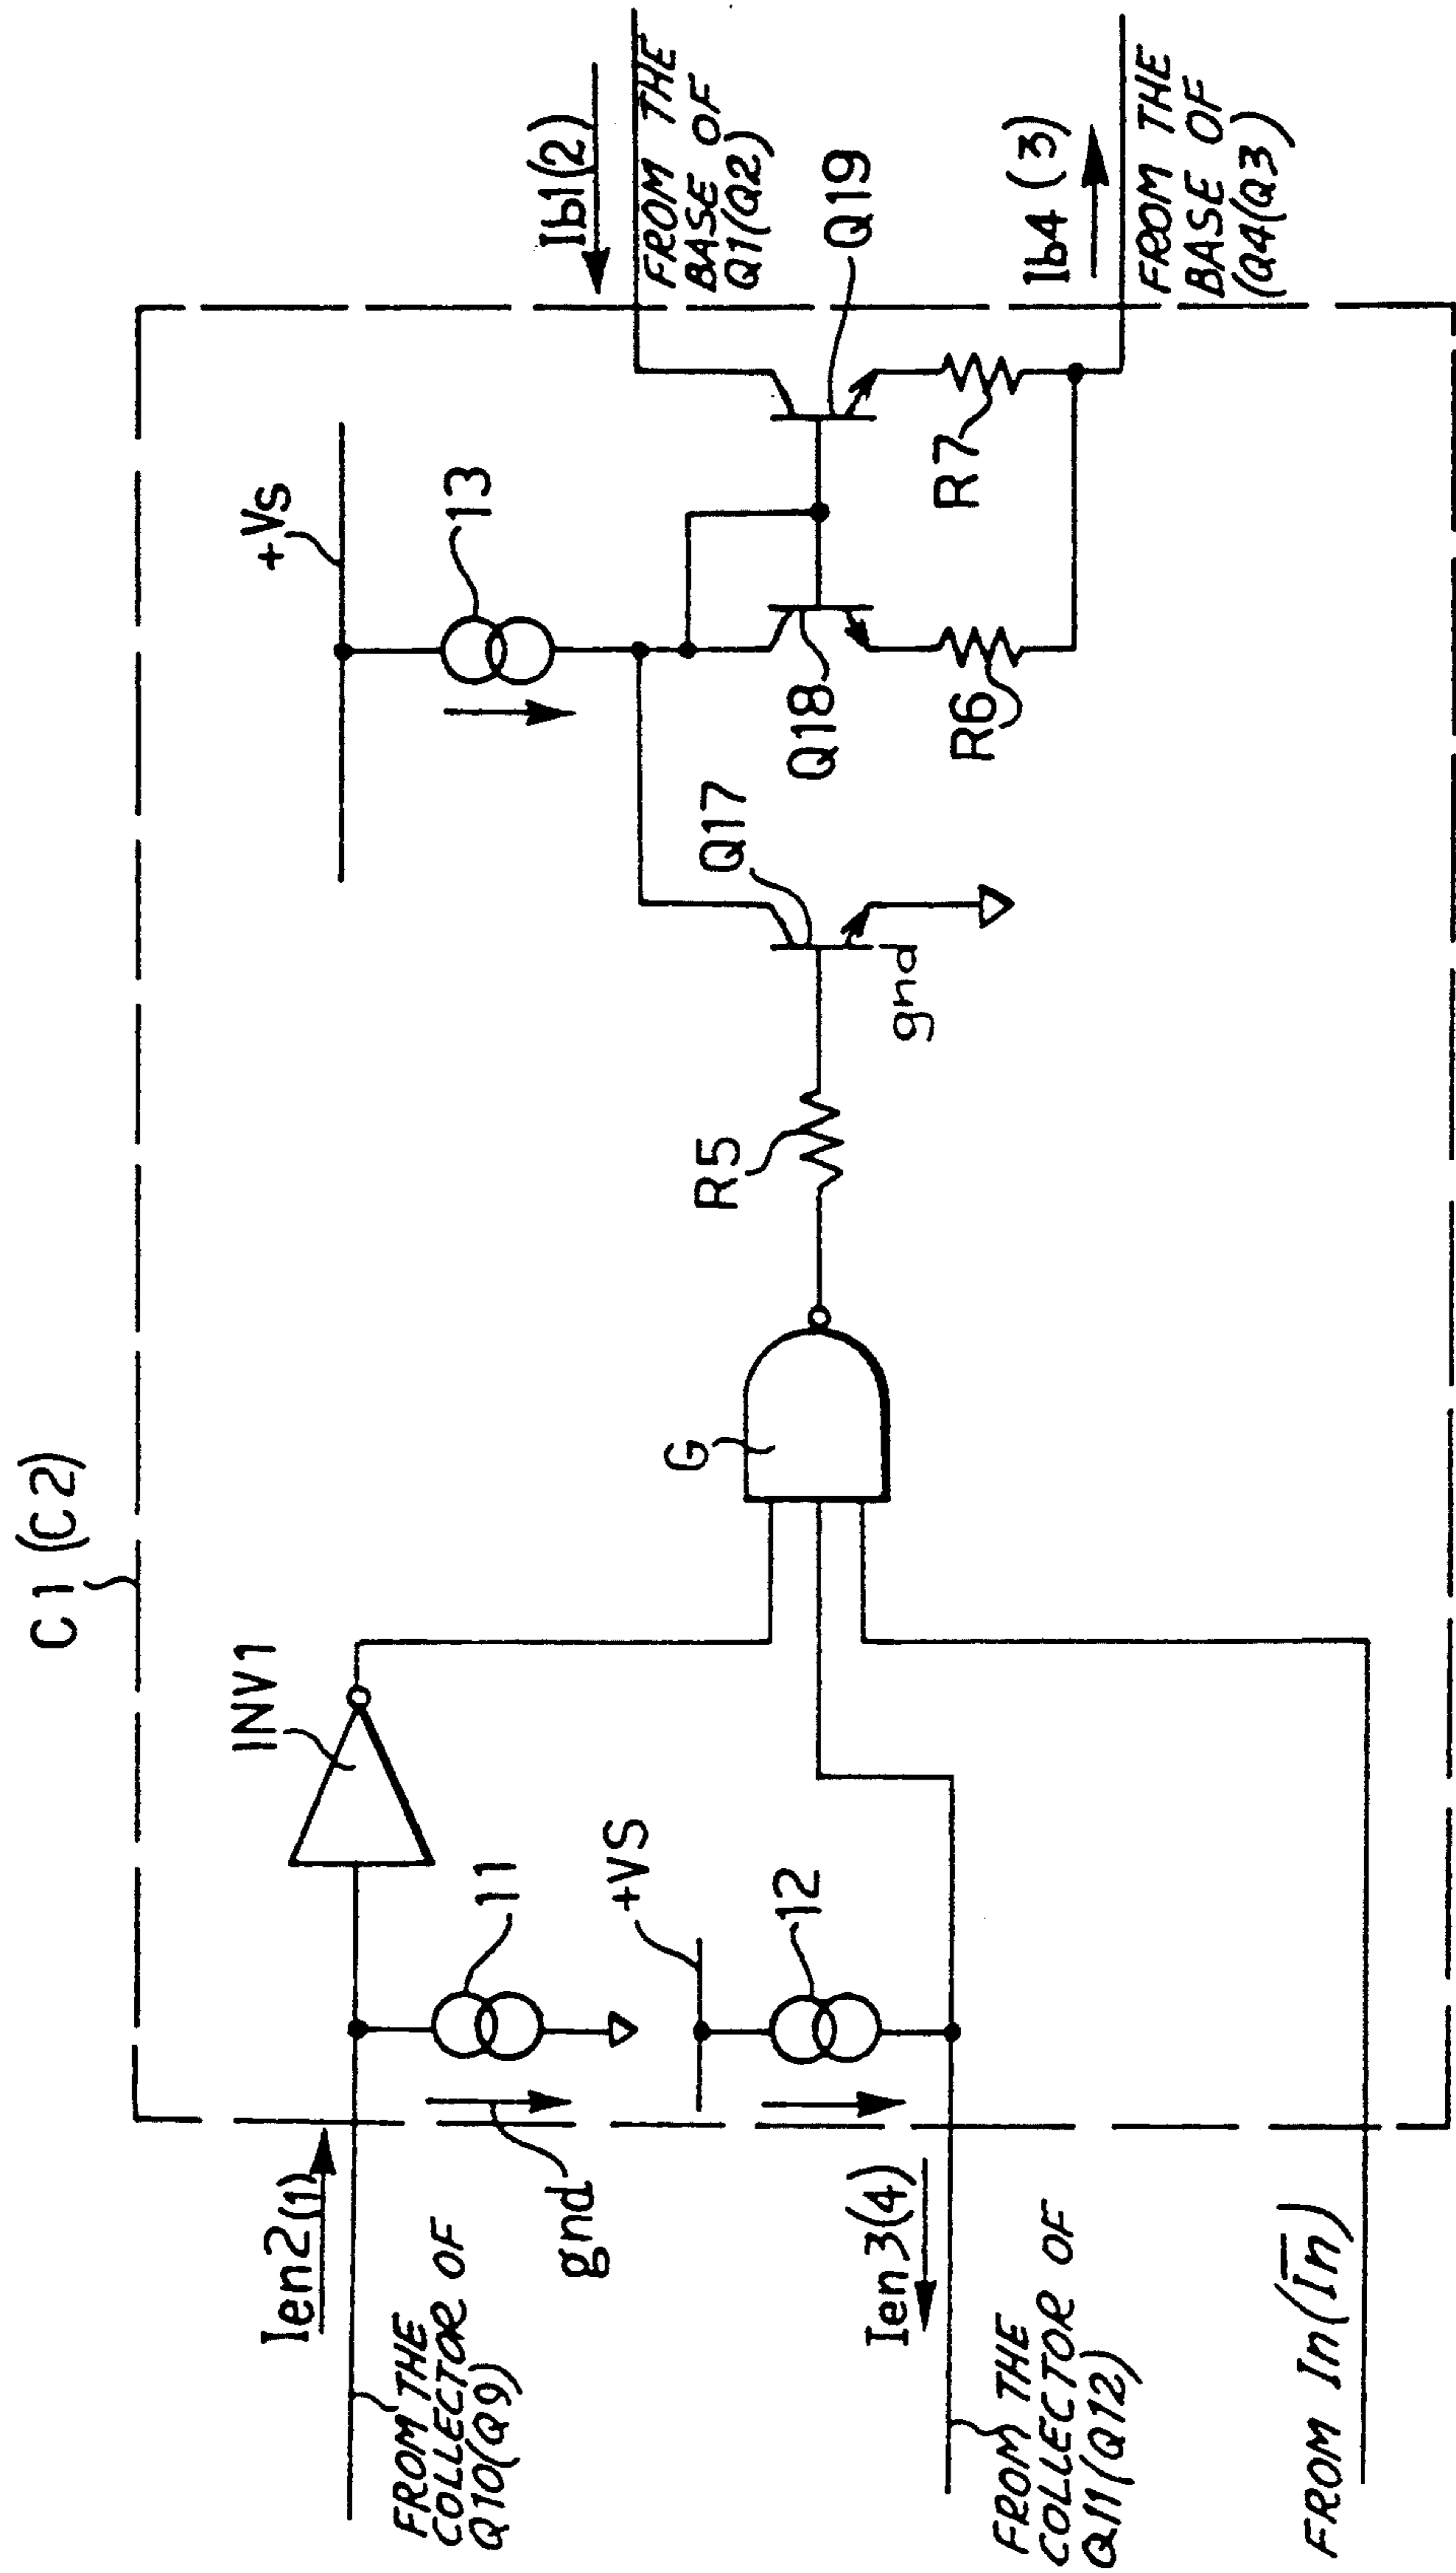 C1(C2)
INV1
Ien2(1)
FROM THE
COLLECTOR OF
Q10(Q9)
11
gnd
+VS
12
Ien3(4)
FROM THE
COLLECTOR OF
Q11(Q12)
FROM In(I̅n̅)
G
R5
Q17
gnd
+Vs
13
Q18
R6
Q19
R7
Ib1(2)
FROM THE
BASE OF
Q1(Q2)
Ib4 (3)
FROM THE
BASE OF
(Q4(Q3)